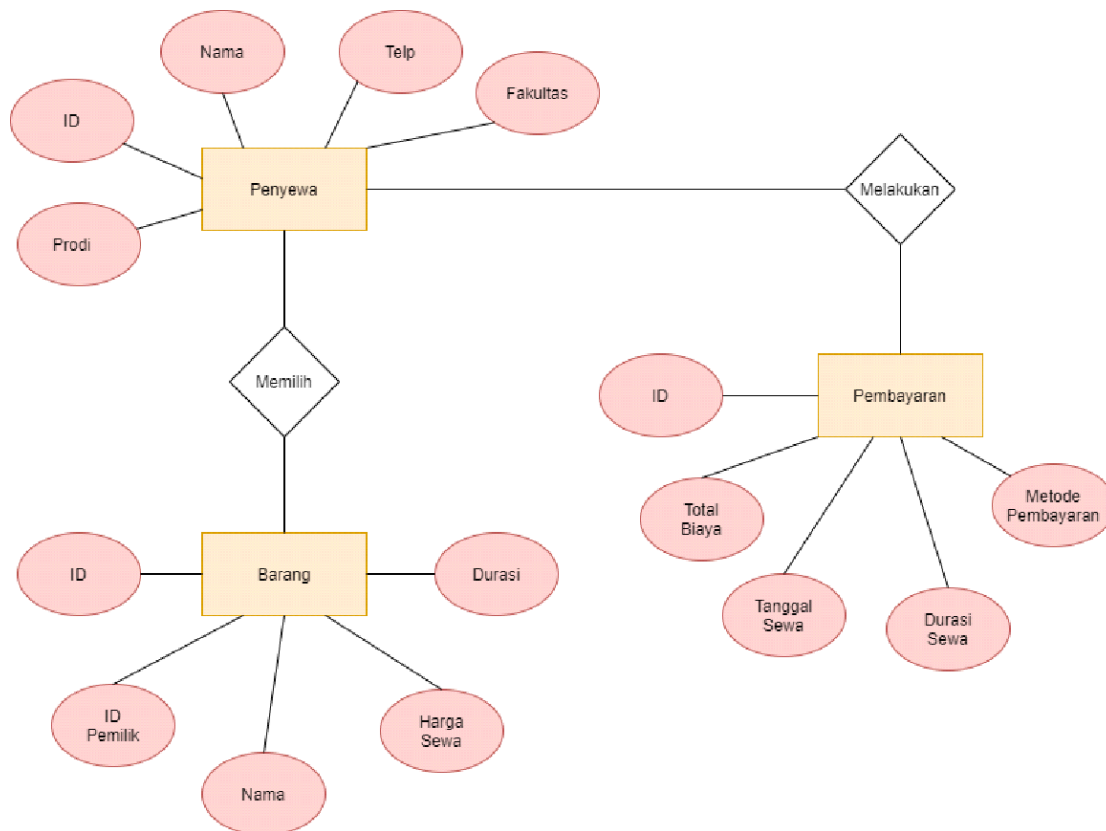 Nama
Telp
Fakultas
ID
Penyewa
Melakukan
Prodi
Memilih
ID
Pembayaran
Total
Biaya
Metode
Pembayaran
Tanggal
Sewa
Durasi
Sewa
ID
Barang
Durasi
ID
Pemilik
Nama
Harga
Sewa